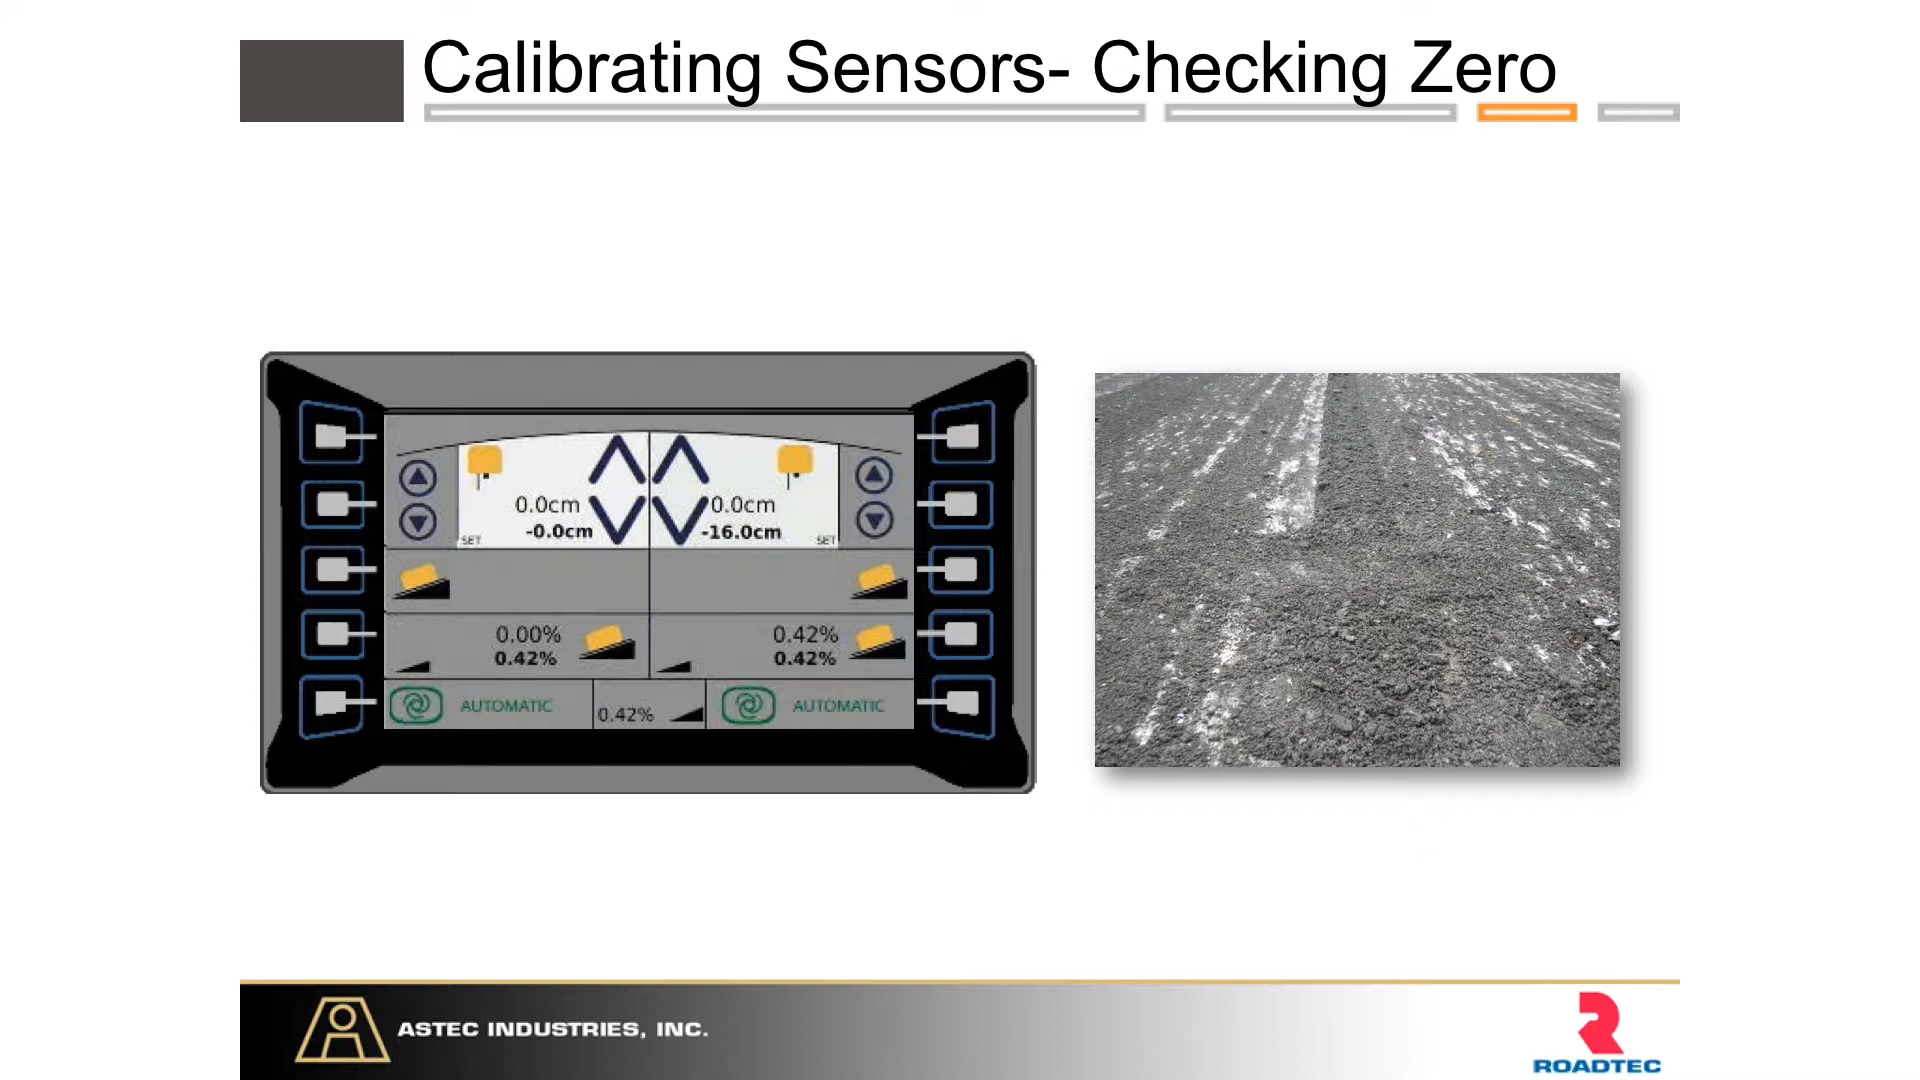 Calibrating Sensors- Checking Zero
0.0cm
-0.0cm
SET
0.0cm
-16.0cm
SET
0.00%
0.42%
0.42%
0.42%
AUTOMATIC
0.42%
AUTOMATIC
ASTEC INDUSTRIES, INC.
ROADTEC